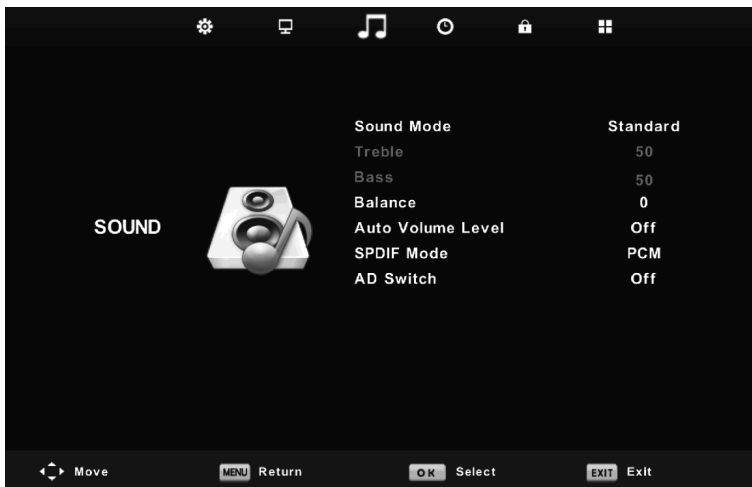 Sound Mode Standard
Treble 50
Bass 50
Balance 0
SOUND
Auto Volume Level Off
SPDIF Mode PCM
AD Switch Off
Move MENU Return OK Select EXIT Exit